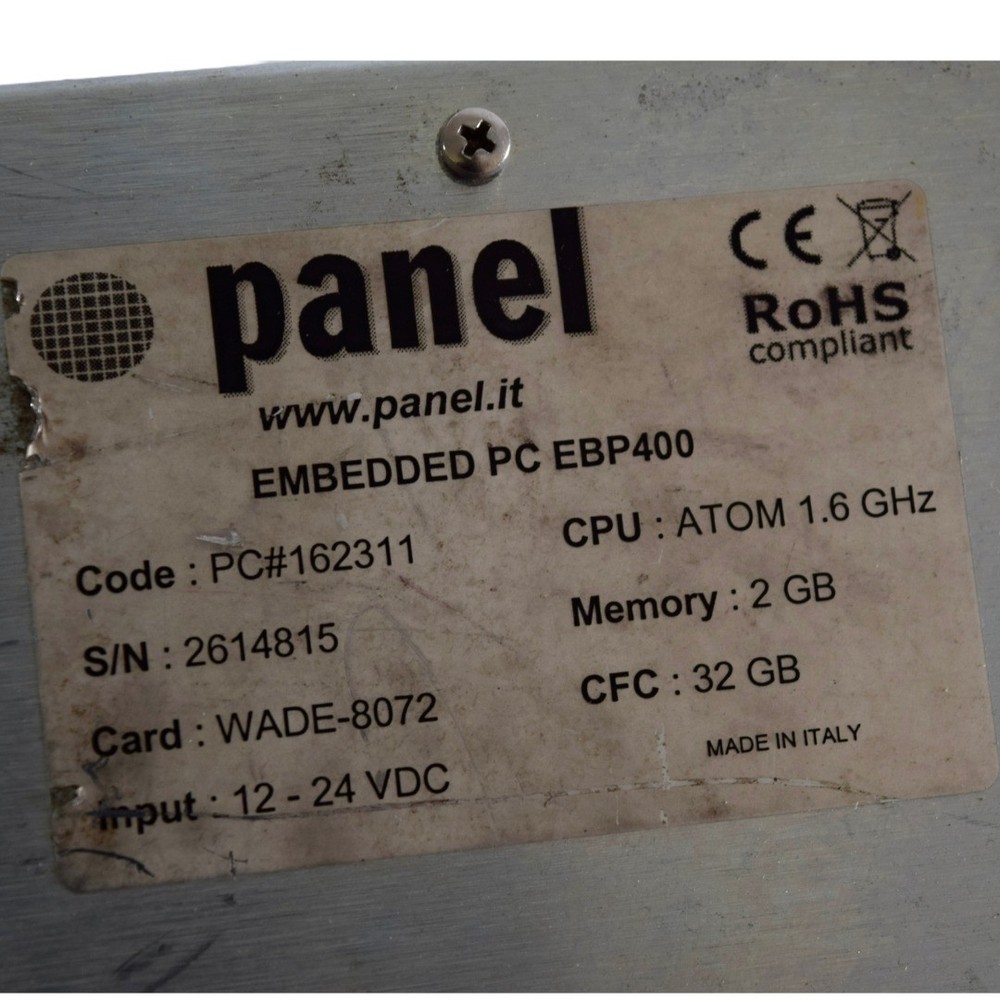 panel
CE
RoHS
compliant
www.panel.it
EMBEDDED PC EBP400
Code : PC#162311
CPU : ATOM 1.6 GHz
S/N : 2614815
Memory : 2 GB
Card : WADE-8072
CFC : 32 GB
Input : 12 - 24 VDC
MADE IN ITALY